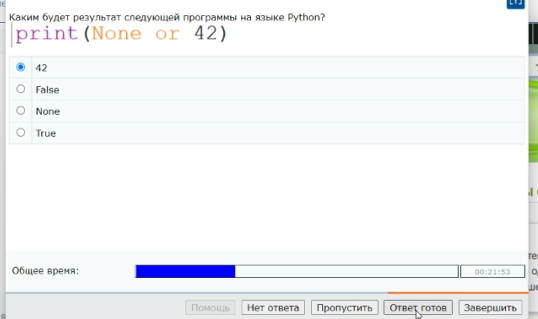 Каким будет результат следующей программы на языке Python?
print(None or 42)
42
False
None
True
Общее время:
00:21:53
Помощь Нет ответа Пропустить Ответ готов Завершить